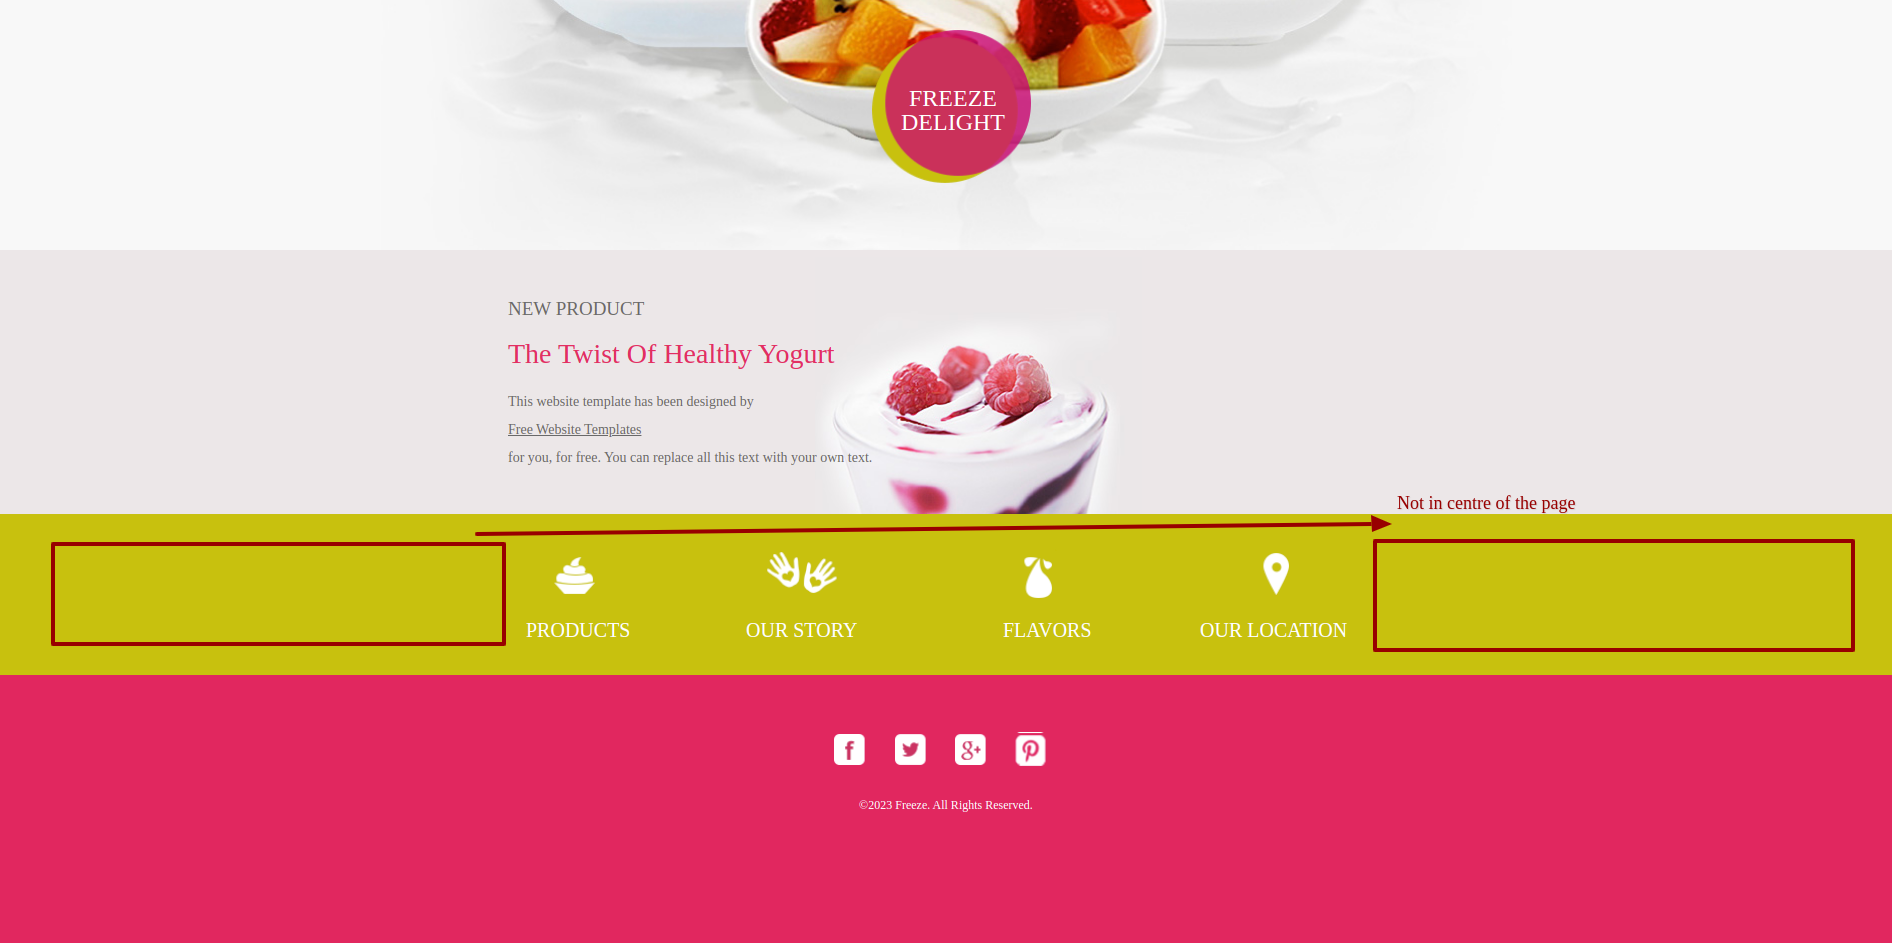 FREEZE
DELIGHT
NEW PRODUCT
The Twist Of Healthy Yogurt
This website template has been designed by
Free Website Templates
for you, for free. You can replace all this text with your own text.
Not in centre of the page
PRODUCTS
OUR STORY
FLAVORS
OUR LOCATION
f
g+
©2023 Freeze. All Rights Reserved.